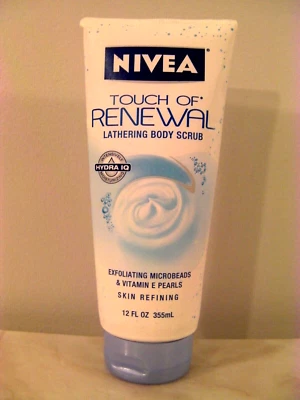 NIVEA
TOUCH OF*
RENEWAL
LATHERING BODY SCRUB
HYDRA IQ
EXFOLIATING MICROBEADS
& VITAMIN E PEARLS
SKIN REFINING
12 FL OZ 355mL